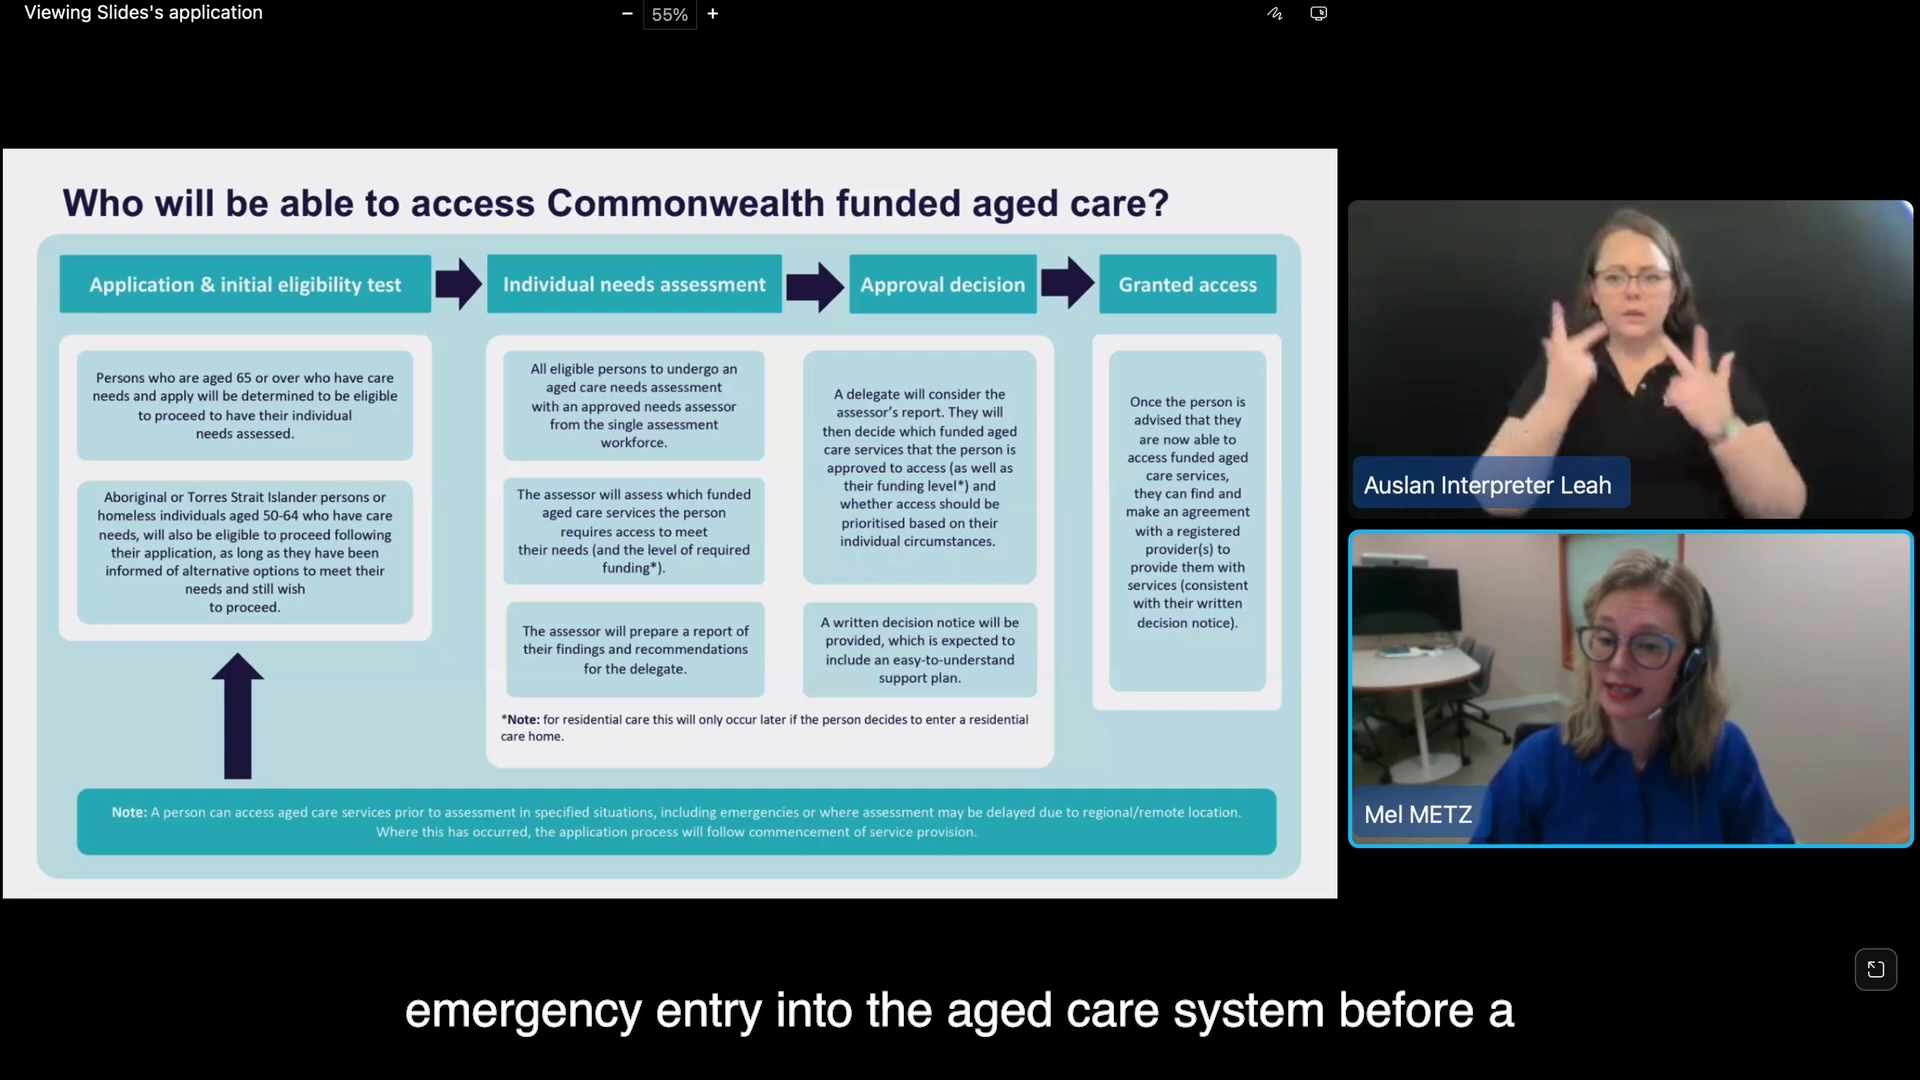 Viewing Slides's application
− 55% +
Who will be able to access Commonwealth funded aged care?
Application & initial eligibility test
Persons who are aged 65 or over who have care
needs and apply will be determined to be eligible
to proceed to have their individual
needs assessed.
Aboriginal or Torres Strait Islander persons or
homeless individuals aged 50-64 who have care
needs, will also be eligible to proceed following
their application, as long as they have been
informed of alternative options to meet their
needs and still wish
to proceed.
Individual needs assessment
All eligible persons to undergo an
aged care needs assessment
with an approved needs assessor
from the single assessment
workforce.
The assessor will assess which funded
aged care services the person
requires access to meet
their needs (and the level of required
funding*).
The assessor will prepare a report of
their findings and recommendations
for the delegate.
Approval decision
A delegate will consider the
assessor's report. They will
then decide which funded aged
care services that the person is
approved to access (as well as
their funding level*) and
whether access should be
prioritised based on their
individual circumstances.
A written decision notice will be
provided, which is expected to
include an easy-to-understand
support plan.
*Note: for residential care this will only occur later if the person decides to enter a residential
care home.
Granted access
Once the person is
advised that they
are now able to
access funded aged
care services,
they can find and
make an agreement
with a registered
provider(s) to
provide them with
services (consistent
with their written
decision notice).
Note: A person can access aged care services prior to assessment in specified situations, including emergencies or where assessment may be delayed due to regional/remote location.
Where this has occurred, the application process will follow commencement of service provision.
Auslan Interpreter Leah
Mel METZ
emergency entry into the aged care system before a